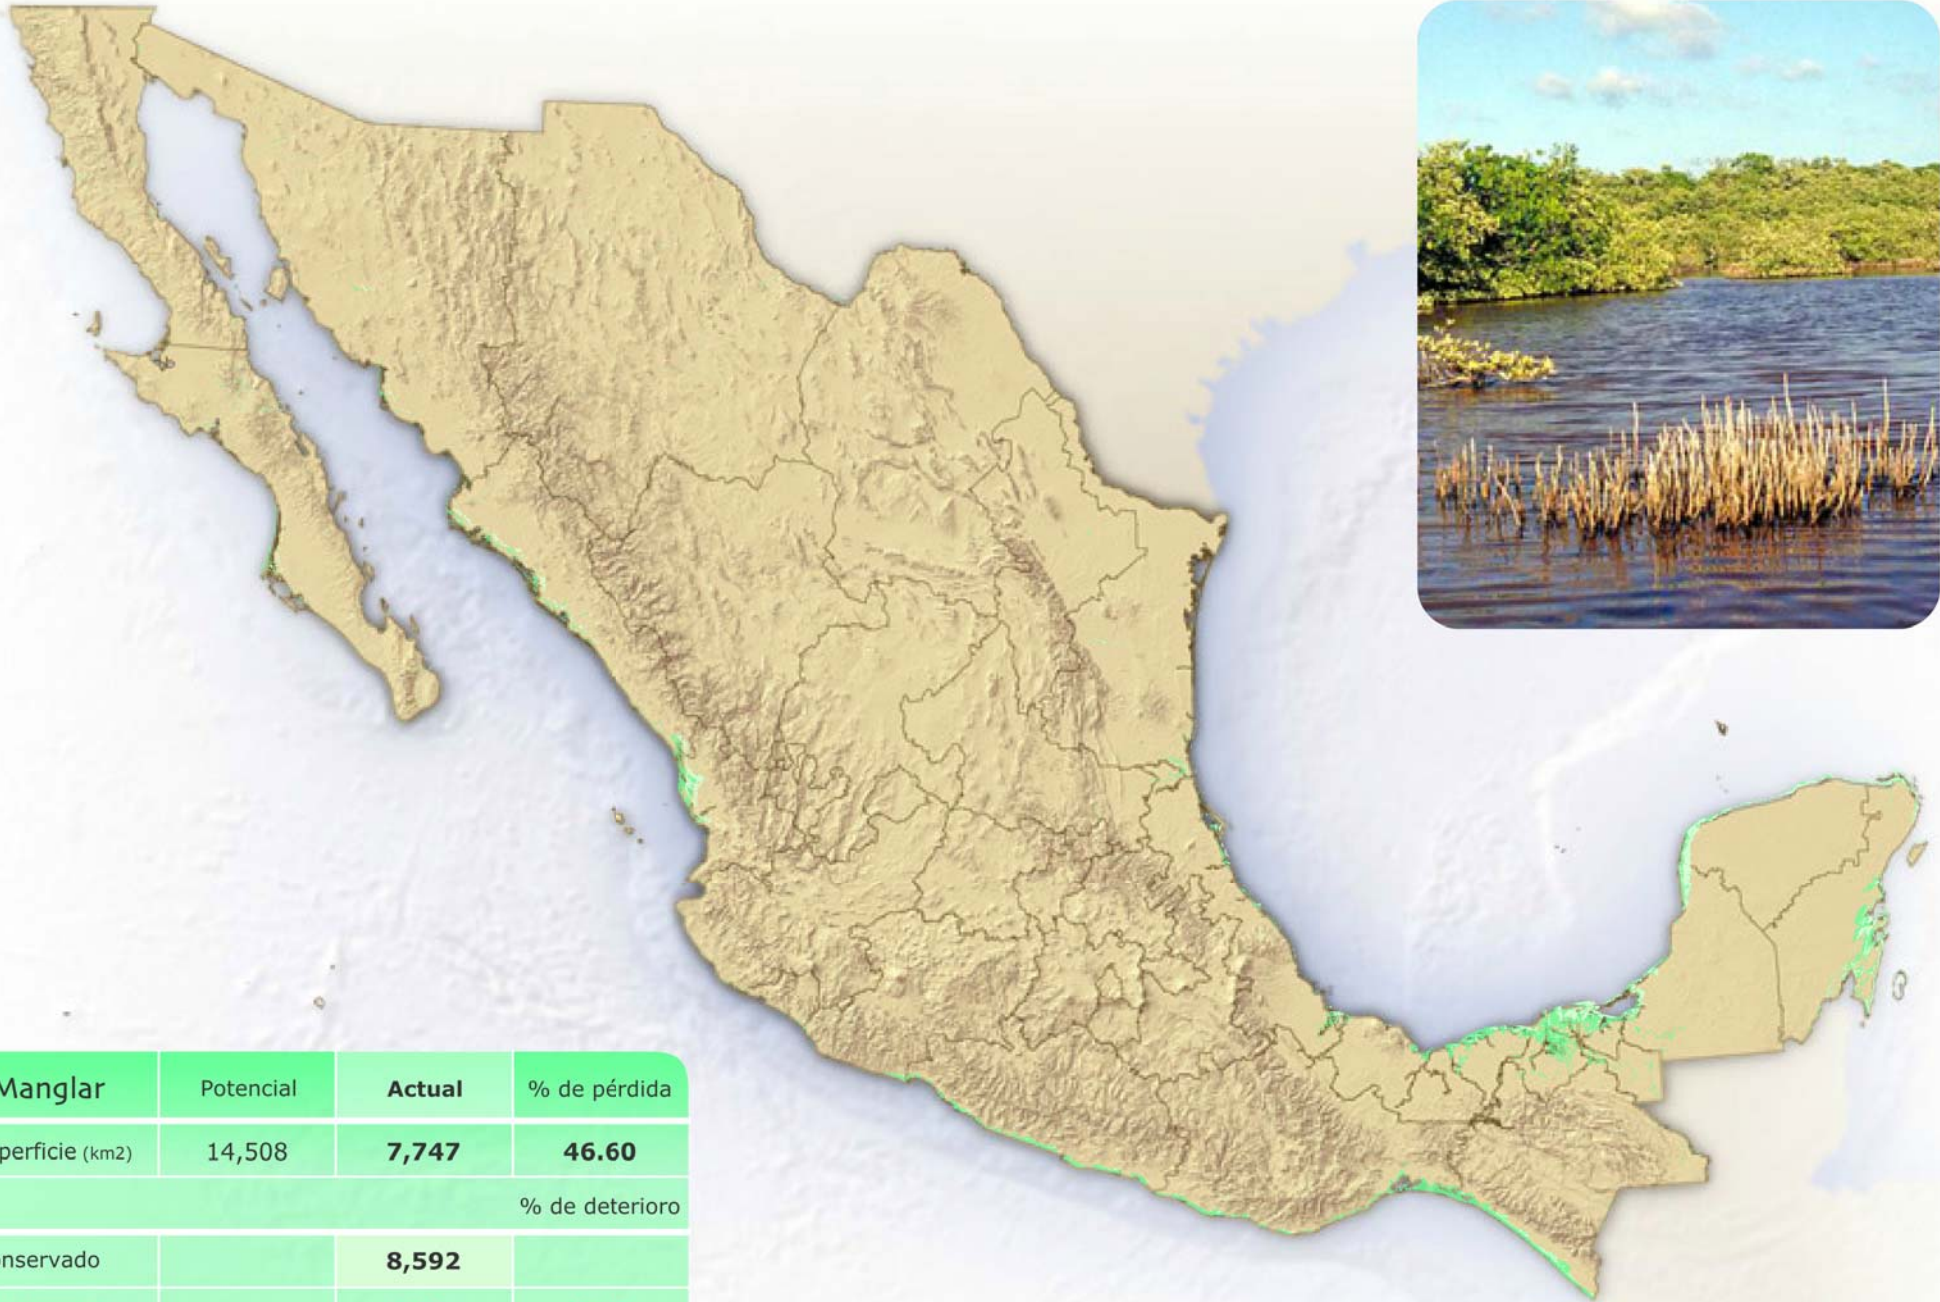 Manglar Potencial Actual % de pérdida
perficie (km2) 14,508 7,747 46.60
% de deterioro
nservado 8,592